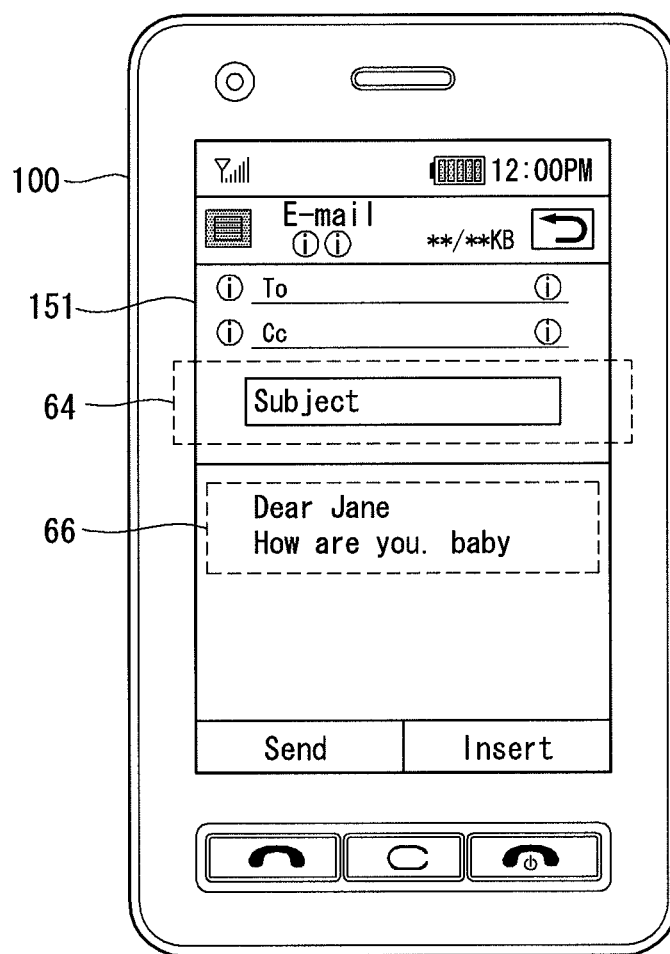 12:00PM
100
E-mail
ⓘⓘ
**/**KB
151
ⓘ To ⓘ
ⓘ Cc ⓘ
64
Subject
66
Dear Jane
How are you. baby
Send Insert